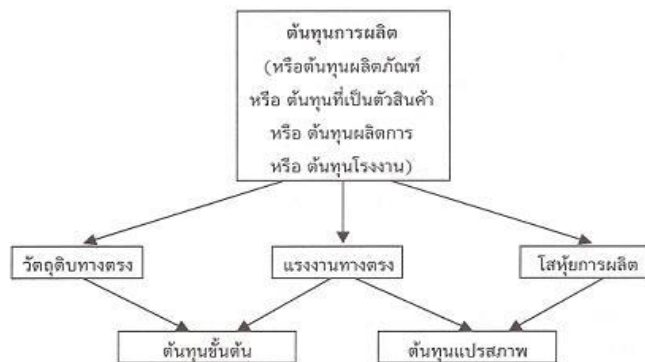 ต้นทุนการผลิต
(หรือต้นทุนผลิตภัณฑ์
หรือ ต้นทุนที่เป็นตัวสินค้า
หรือ ต้นทุนผลิตการ
หรือ ต้นทุนโรงงาน)
วัตถุดิบทางตรง
แรงงานทางตรง
โสหุ้ยการผลิต
ต้นทุนขั้นต้น
ต้นทุนแปรสภาพ